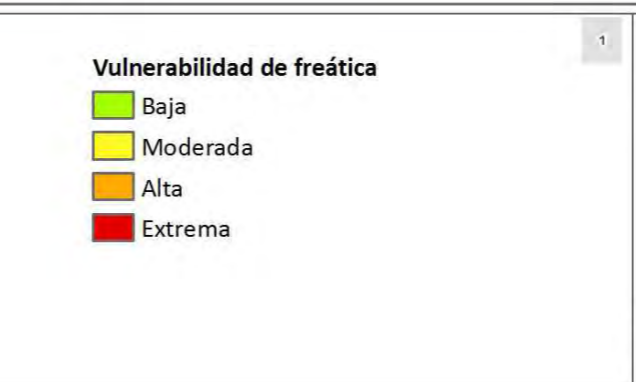 1
Vulnerabilidad de freática
Baja
Moderada
Alta
Extrema